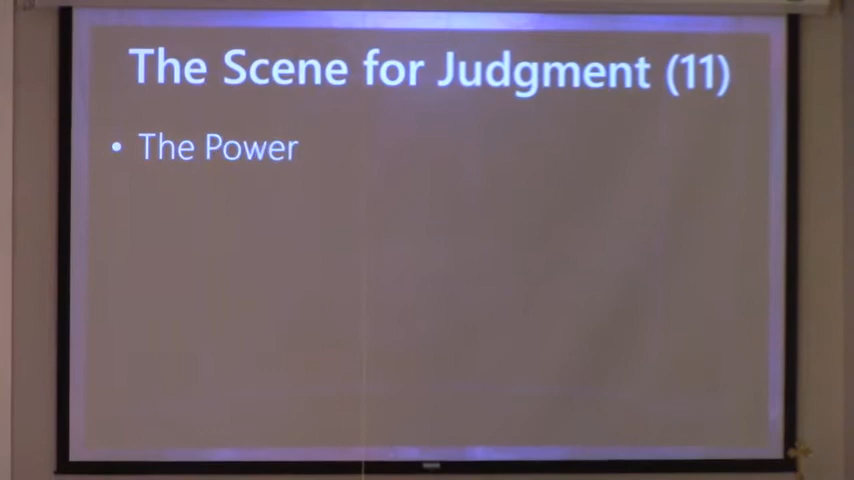 The Scene for Judgment (11)
• The Power